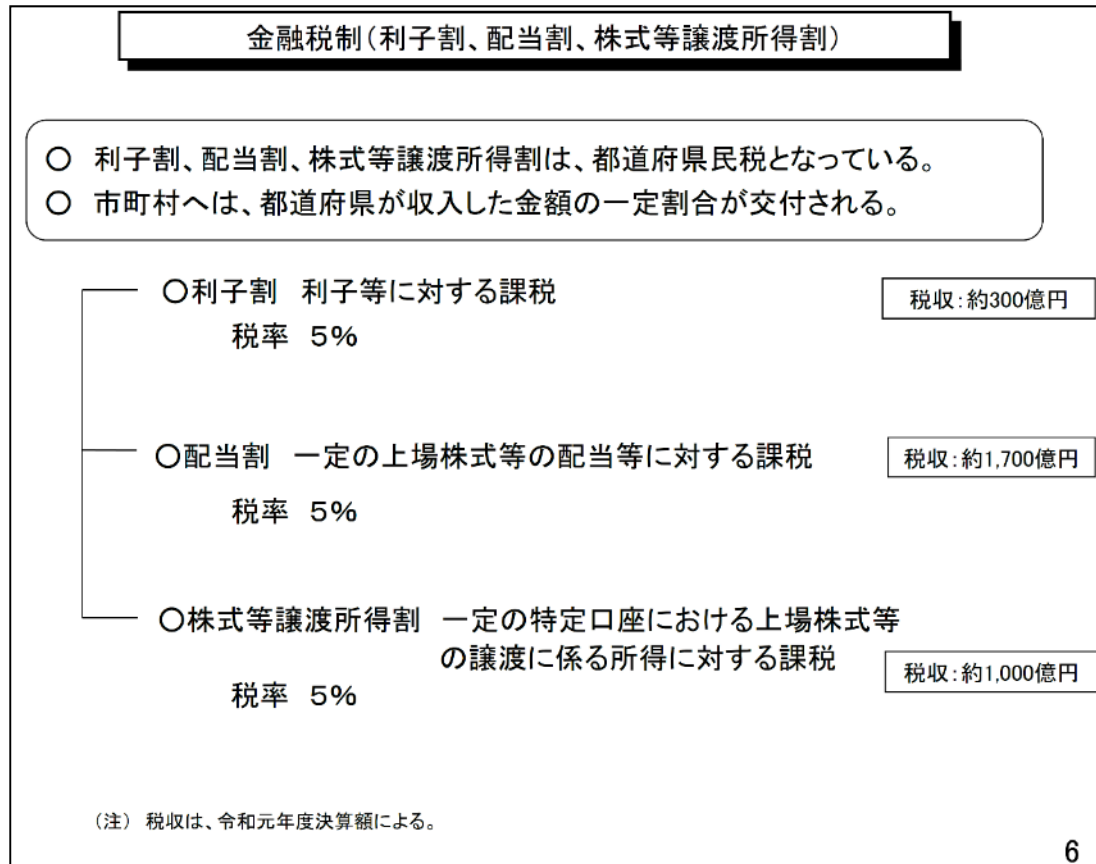 金融税制(利子割、配当割、株式等譲渡所得割)
○ 利子割、配当割、株式等譲渡所得割は、都道府県民税となっている。
○ 市町村へは、都道府県が収入した金額の一定割合が交付される。
○利子割 利子等に対する課税
税収:約300億円
税率 5%
○配当割 一定の上場株式等の配当等に対する課税
税収:約1,700億円
税率 5%
○株式等譲渡所得割 一定の特定口座における上場株式等
の譲渡に係る所得に対する課税
税収:約1,000億円
税率 5%
(注) 税収は、令和元年度決算額による。
6